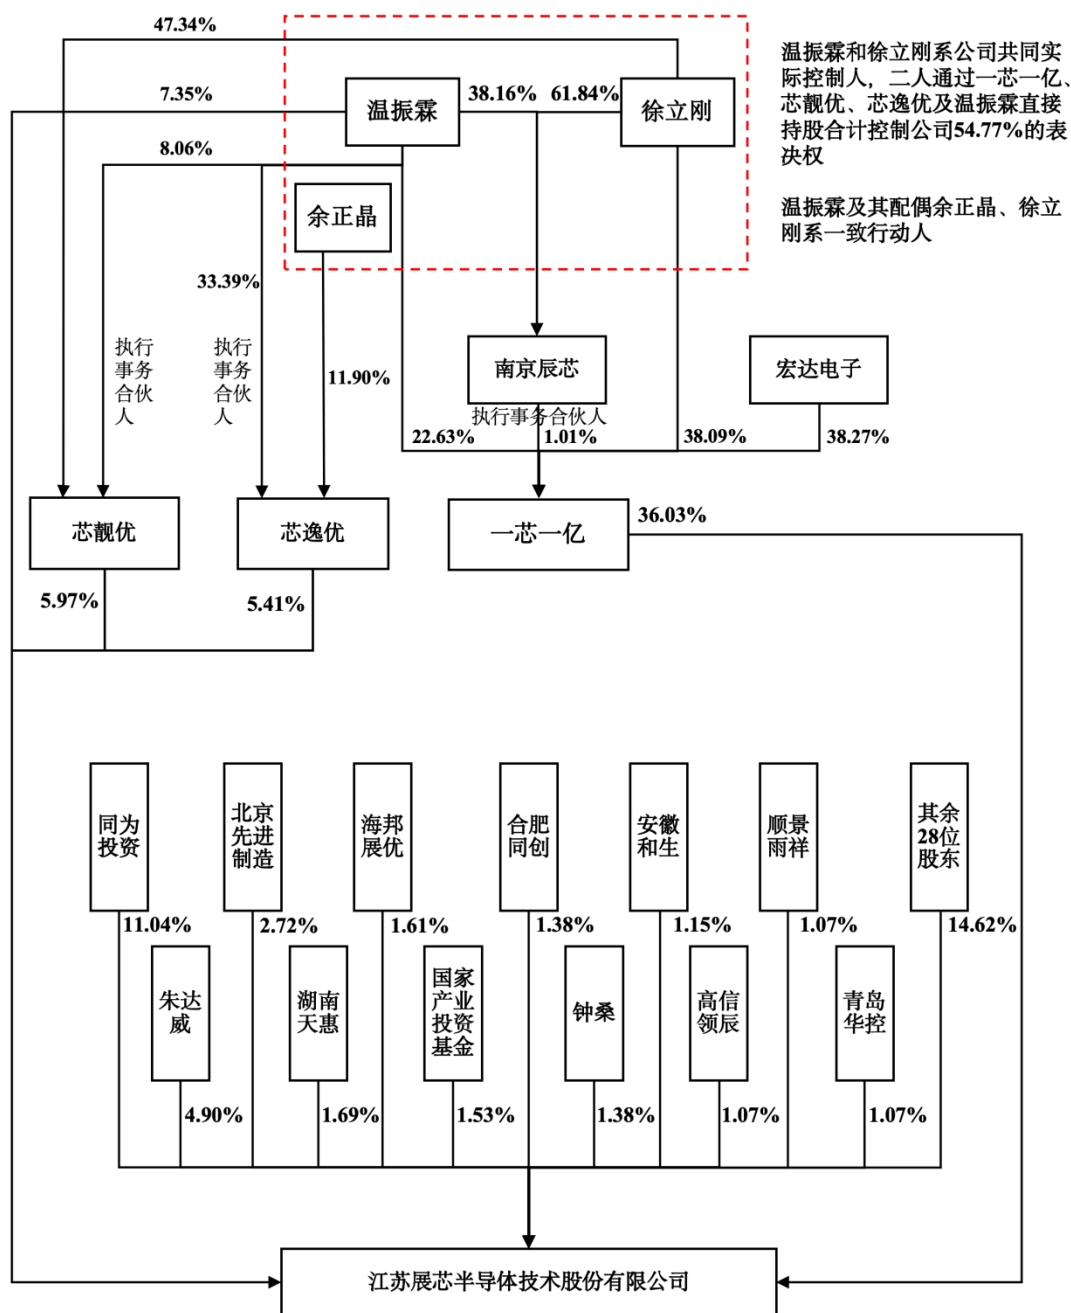 47.34%
温振霖和徐立刚系公司共同实
际控制人，二人通过一芯一亿、
芯靓优、芯逸优及温振霖直接
持股合计控制公司54.77%的表
决权
7.35%
温振霖
38.16%
61.84%
徐立刚
8.06%
余正晶
温振霖及其配偶余正晶、徐立
刚系一致行动人
33.39%
执行
事务
合伙
人
执行
事务
合伙
人
11.90%
南京辰芯
宏达电子
执行事务合伙人
22.63%
1.01%
38.09%
38.27%
芯靓优
芯逸优
一芯一亿
36.03%
5.97%
5.41%
同为
投资
北京
先进
制造
海邦
展优
合肥
同创
安徽
和生
顺景
雨祥
其余
28位
股东
11.04%
2.72%
1.61%
1.38%
1.15%
1.07%
14.62%
朱达
威
湖南
天惠
国家
产业
投资
基金
钟桑
高信
领辰
青岛
华控
4.90%
1.69%
1.53%
1.38%
1.07%
1.07%
江苏展芯半导体技术股份有限公司